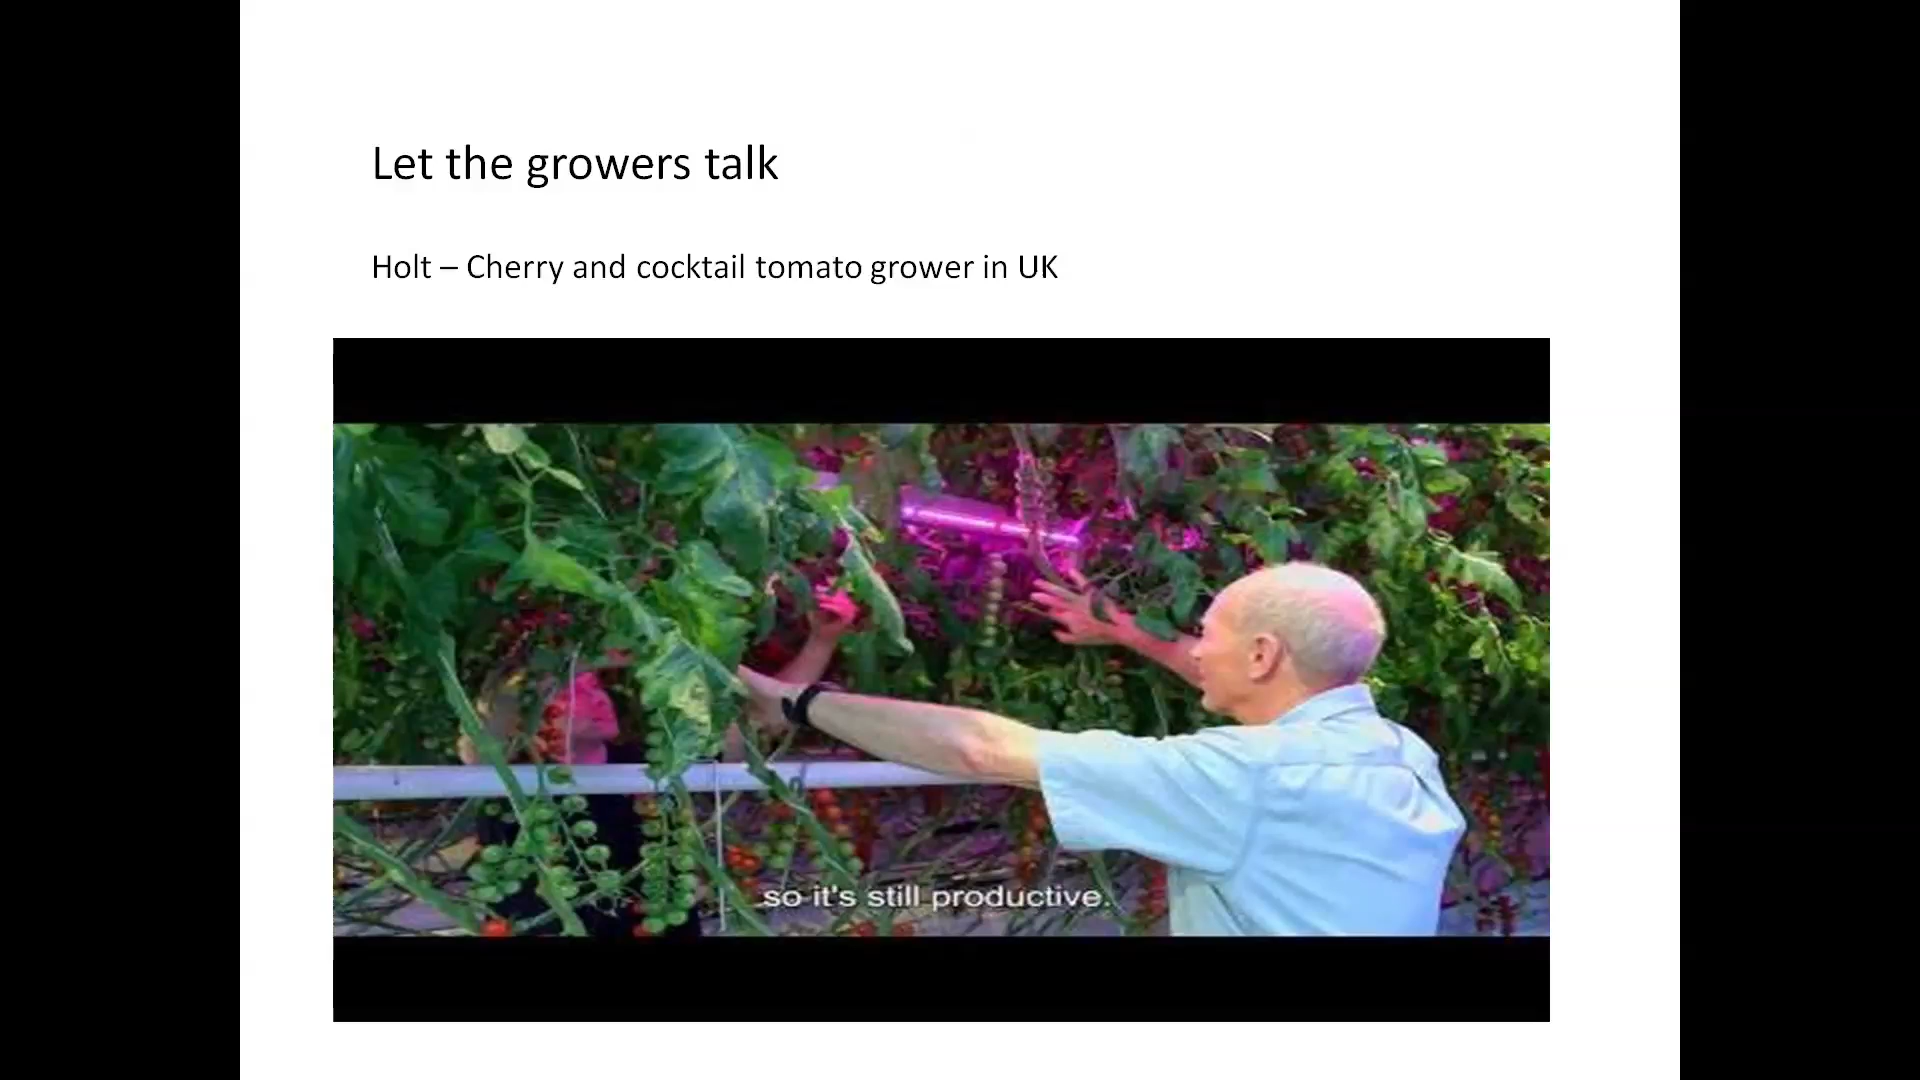 Let the growers talk
Holt – Cherry and cocktail tomato grower in UK
so it's still productive.